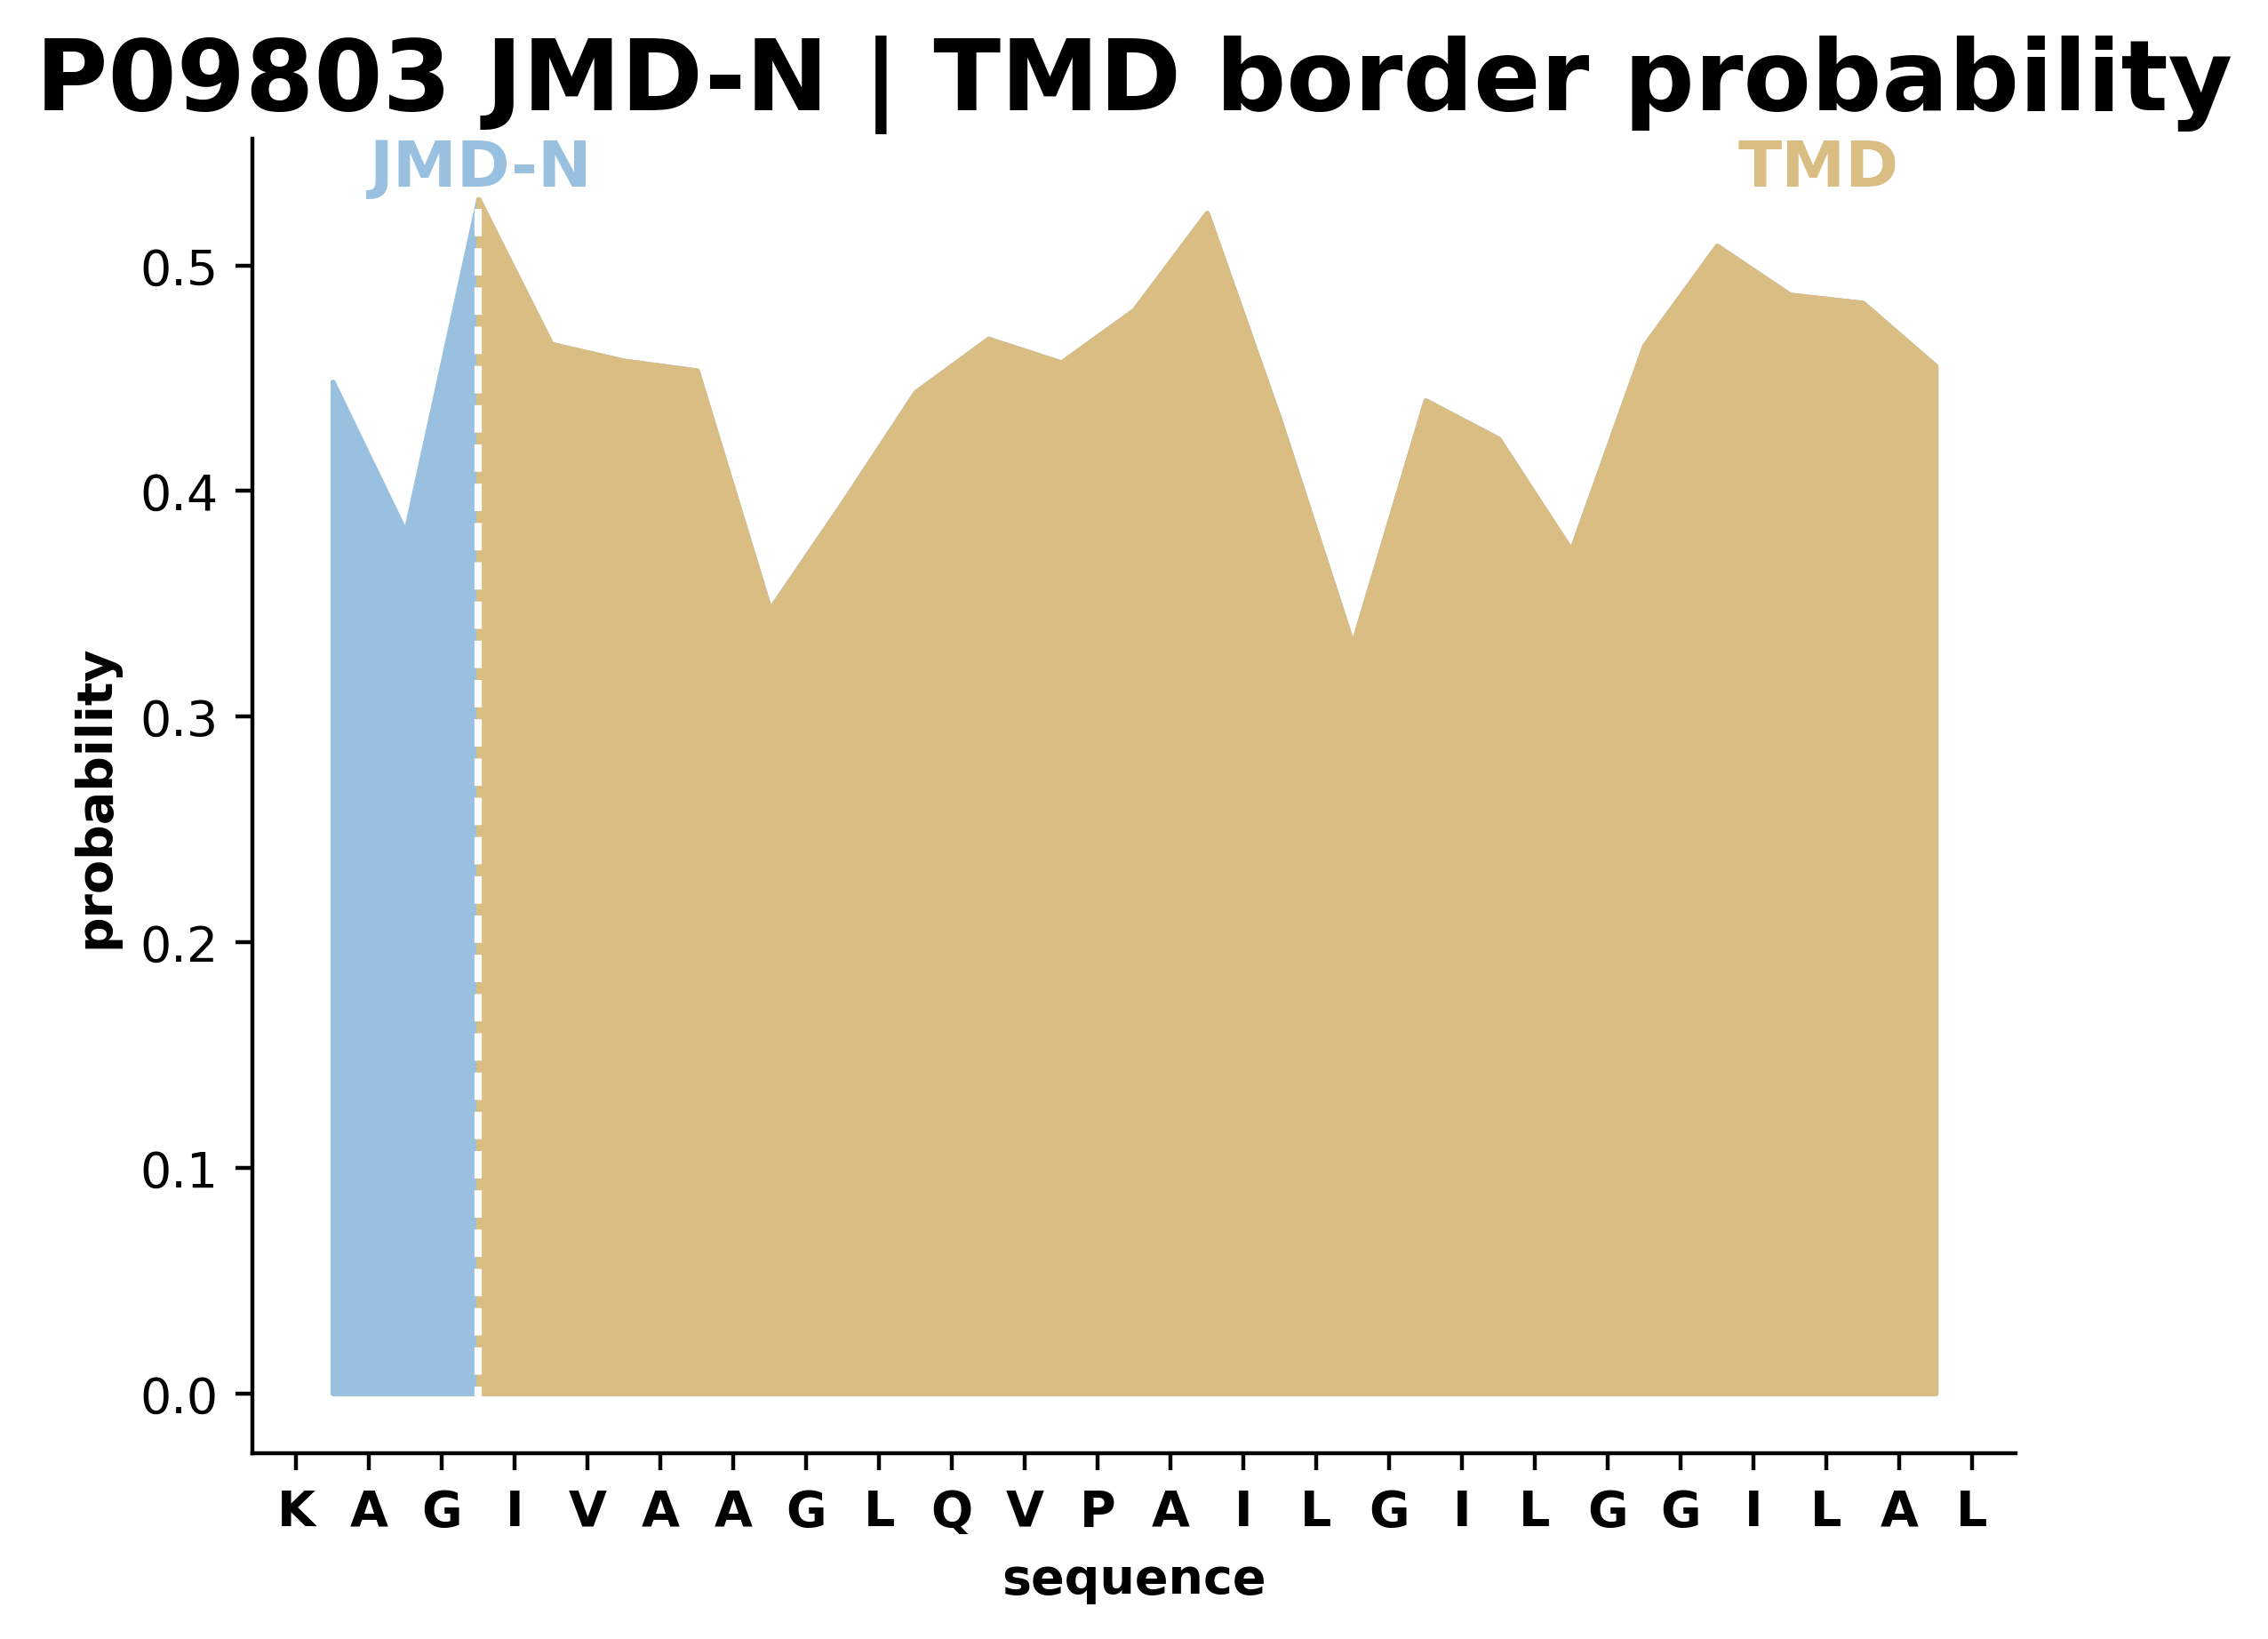 P09803 JMD-N | TMD border probability
JMD-N TMD
0.5
0.4
0.3
0.2
0.1
0.0
probability
K A G I V A A G L Q V P A I L G I L G G I L A L
sequence